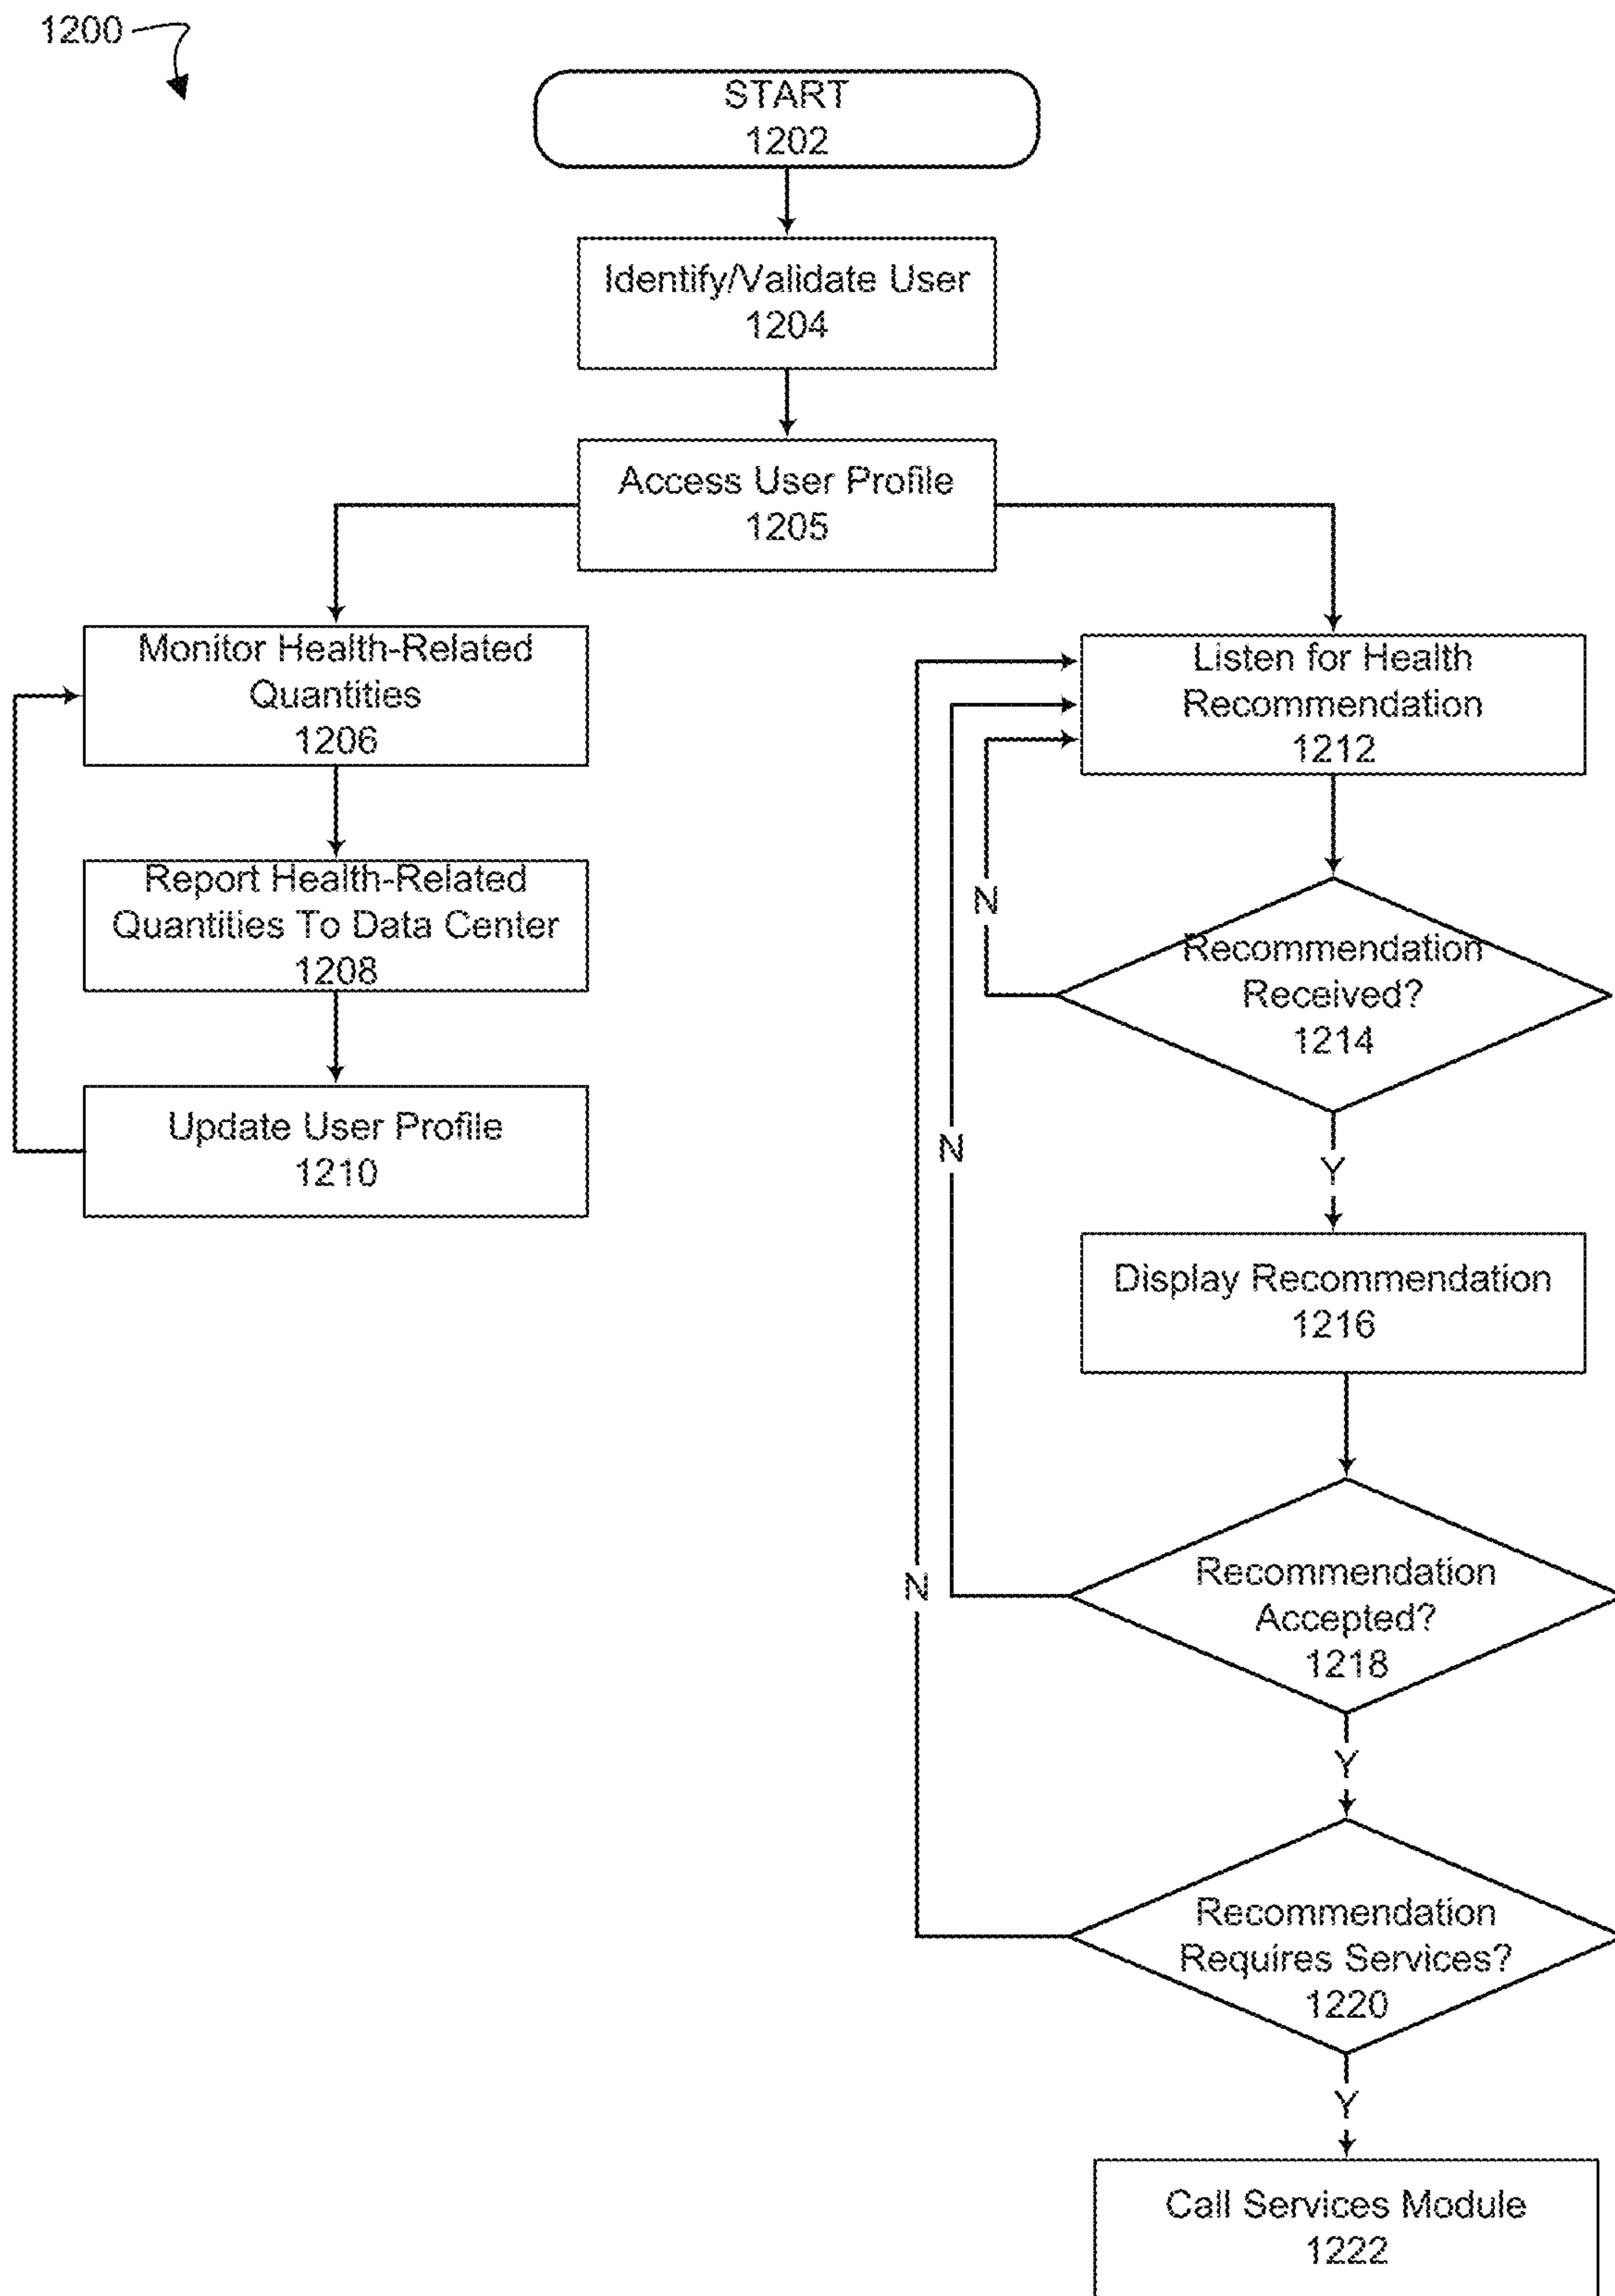 1200
START
1202
Identify/Validate User
1204
Access User Profile
1205
Monitor Health-Related
Quantities
1206
Report Health-Related
Quantities To Data Center
1208
Update User Profile
1210
Listen for Health
Recommendation
1212
N
Recommendation
Received?
1214
Y
N
Display Recommendation
1216
N
Recommendation
Accepted?
1218
Y
Recommendation
Requires Services?
1220
Y
Call Services Module
1222